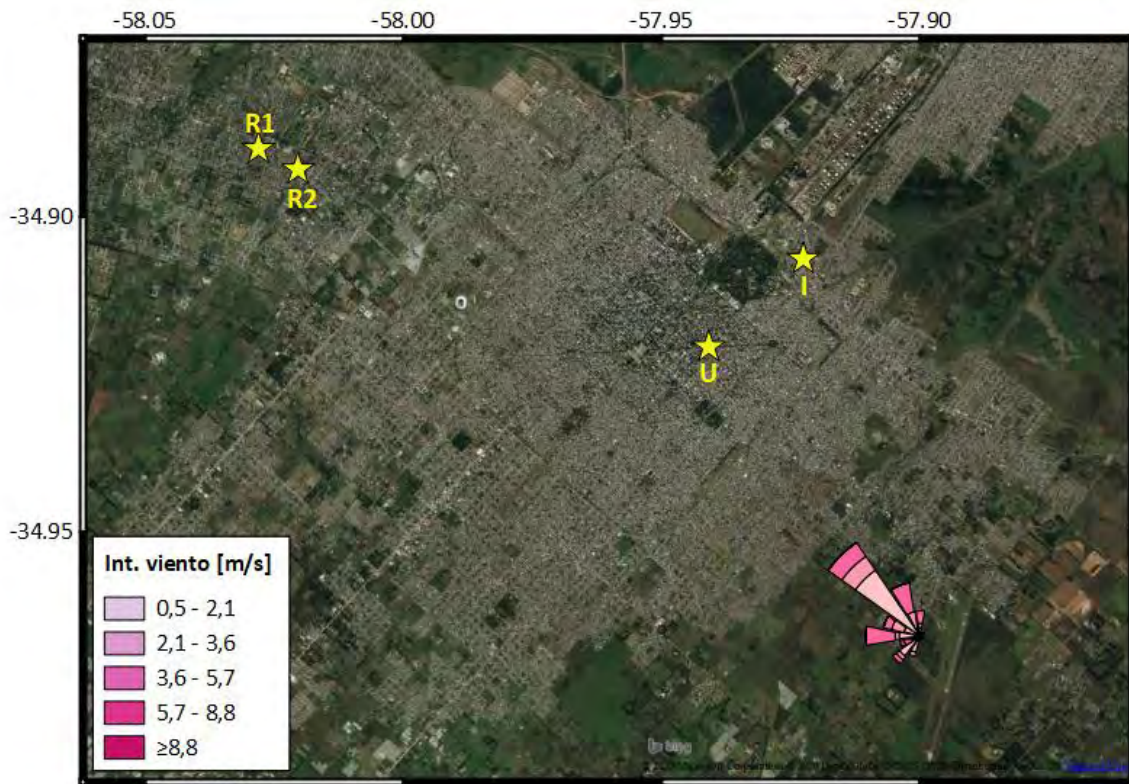 -58.05 -58.00 -57.95 -57.90
R1
R2
-34.90
I
U
-34.95
Int. viento [m/s]
0,5 - 2,1
2,1 - 3,6
3,6 - 5,7
5,7 - 8,8
≥8,8
bing